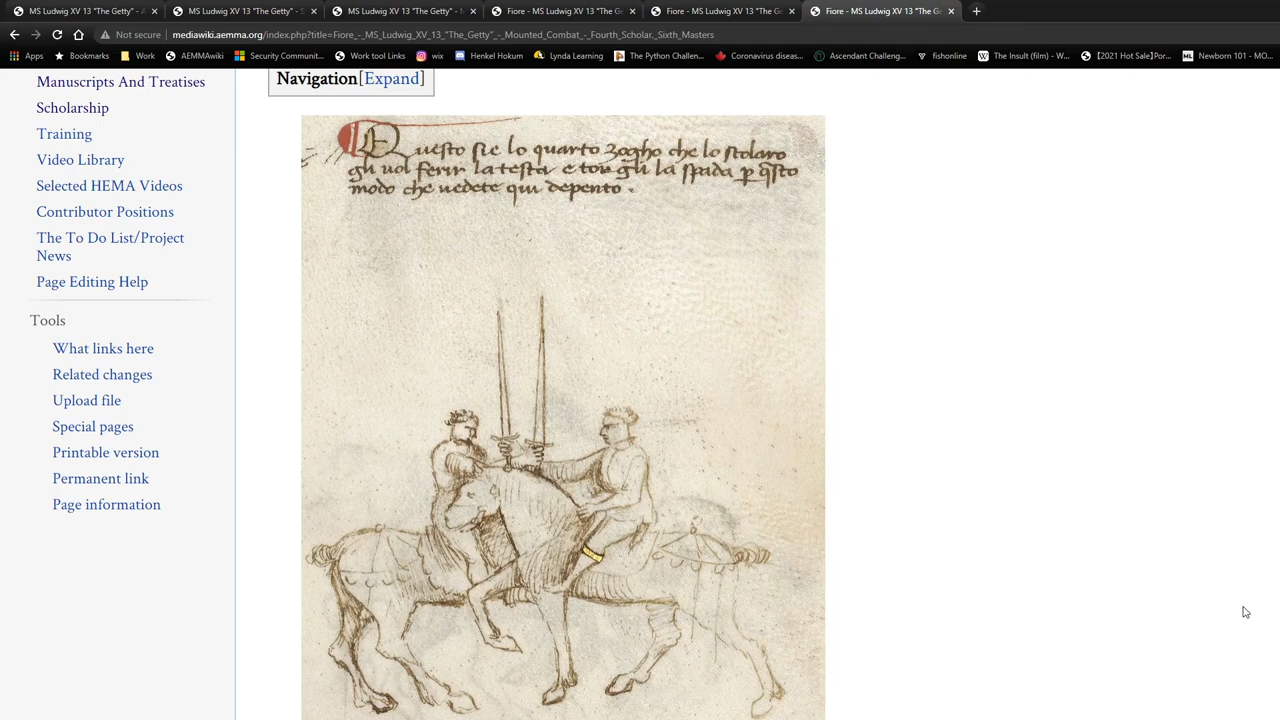 MS Ludwig XV 13 "The Getty" - A
MS Ludwig XV 13 "The Getty" - S
MS Ludwig XV 13 "The Getty" - M
Fiore - MS Ludwig XV 13 "The Ge
Fiore - MS Ludwig XV 13 "The Ge
Fiore - MS Ludwig XV 13 "The Ge
Not secure mediawiki.aemma.org/index.php?title=Fiore_-_MS_Ludwig_XV_13_"The_Getty"_-_Mounted_Combat_-_Fourth_Scholar,_Sixth_Masters
Apps Bookmarks Work AEMMAwiki Security Communit... Work tool Links Henkel Hokum Lynda Learning The Python Challen... Coronavirus diseas... Ascendant Challeng... fishonline The Insult (film) - W... 【2021 Hot Sale】Por... Newborn 101 - MO...
Manuscripts And Treatises
Scholarship
Training
Video Library
Selected HEMA Videos
Contributor Positions
The To Do List/Project
News
Page Editing Help
Tools
What links here
Related changes
Upload file
Special pages
Printable version
Permanent link
Page information
Navigation[Expand]
Questo sie lo quarto zogho che lo scolaro
gli vol ferir la testa e tor gli la spada p qsto
modo che vedete qui depento.